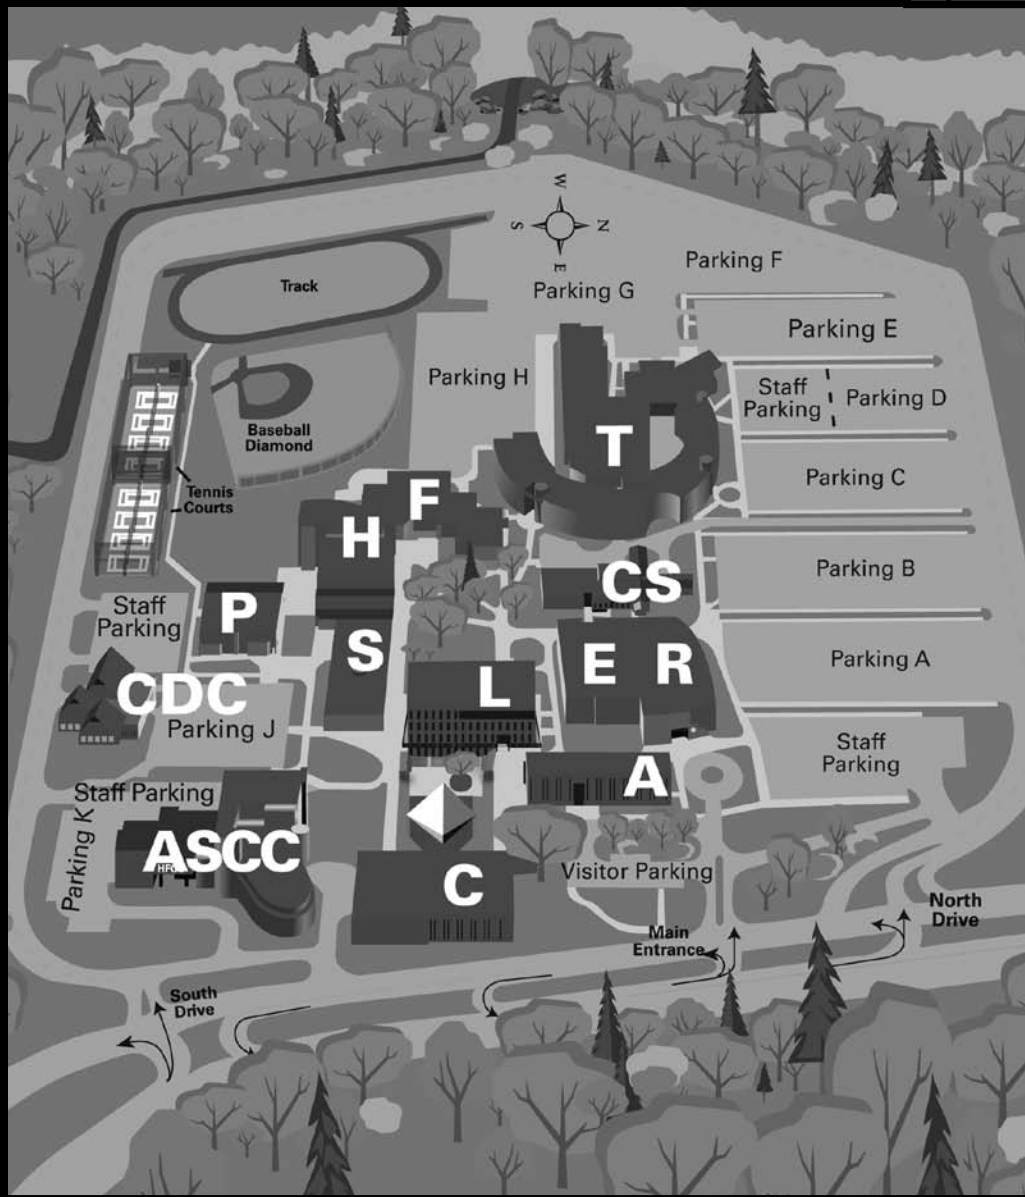 W
S
N
E
Parking F
Track
Parking G
Parking E
Parking H
Staff
Parking
Parking D
Baseball
Diamond
T
Parking C
Tennis
Courts
F
H
CS
Parking B
Staff
Parking
P
S
E
R
Parking A
L
CDC
Parking J
Staff
Parking
A
Staff Parking
Parking K
ASCC
HFC
Visitor Parking
C
North
Drive
Main
Entrance
South
Drive